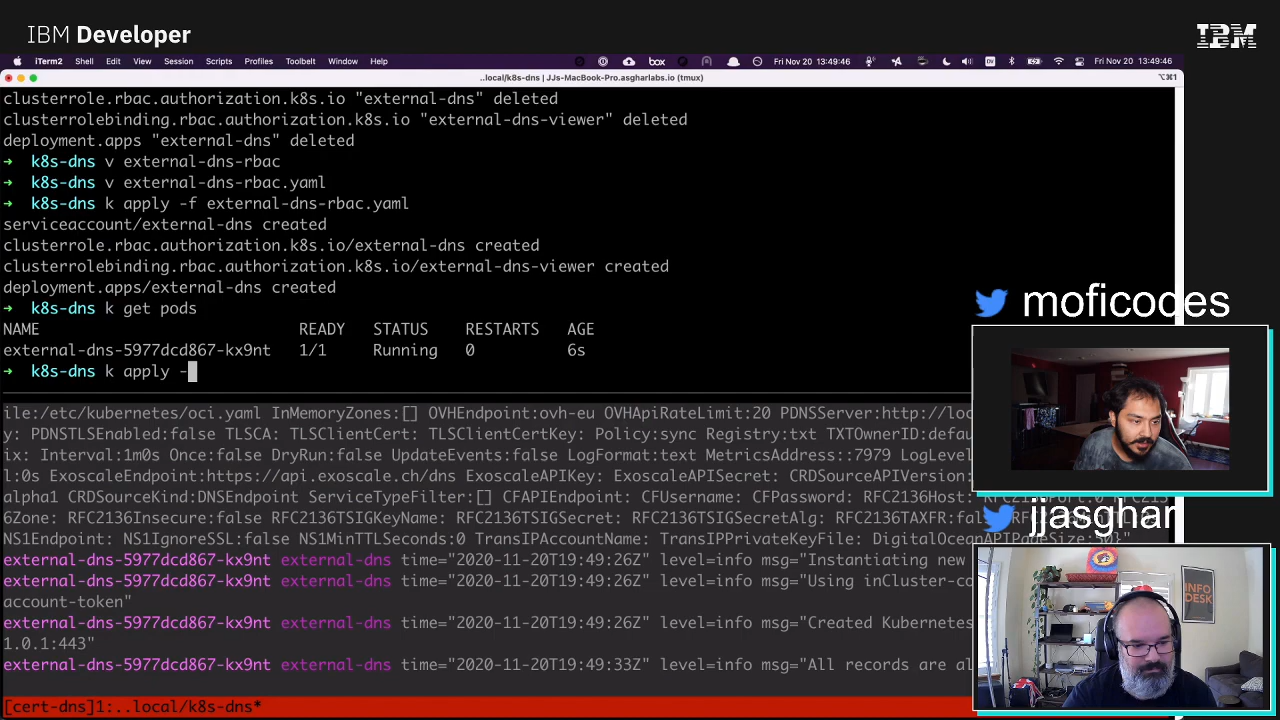 IBM Developer
IBM
iTerm2 Shell Edit View Session Scripts Profiles Toolbelt Window Help box Fri Nov 20 13:49:46 DV Fri Nov 20 13:49:46
..local/k8s-dns | JJs-MacBook-Pro.asgharlabs.io (tmux)
⌥⌘1
clusterrole.rbac.authorization.k8s.io "external-dns" deleted
clusterrolebinding.rbac.authorization.k8s.io "external-dns-viewer" deleted
deployment.apps "external-dns" deleted
→ k8s-dns v external-dns-rbac
→ k8s-dns v external-dns-rbac.yaml
→ k8s-dns k apply -f external-dns-rbac.yaml
serviceaccount/external-dns created
clusterrole.rbac.authorization.k8s.io/external-dns created
clusterrolebinding.rbac.authorization.k8s.io/external-dns-viewer created
deployment.apps/external-dns created
→ k8s-dns k get pods
NAME READY STATUS RESTARTS AGE
external-dns-5977dcd867-kx9nt 1/1 Running 0 6s
→ k8s-dns k apply -
moficodes
ile:/etc/kubernetes/oci.yaml InMemoryZones:[] OVHEndpoint:ovh-eu OVHApiRateLimit:20 PDNSServer:http://loc
y: PDNSTLSEnabled:false TLSCA: TLSClientCert: TLSClientCertKey: Policy:sync Registry:txt TXTOwnerID:defau
ix: Interval:1m0s Once:false DryRun:false UpdateEvents:false LogFormat:text MetricsAddress::7979 LogLevel
l:0s ExoscaleEndpoint:https://api.exoscale.ch/dns ExoscaleAPIKey: ExoscaleAPISecret: CRDSourceAPIVersion
alpha1 CRDSourceKind:DNSEndpoint ServiceTypeFilter:[] CFAPIEndpoint: CFUsername: CFPassword: RFC2136Host: RFC2136Port:0
6Zone: RFC2136Insecure:false RFC2136TSIGKeyName: RFC2136TSIGSecret: RFC2136TSIGSecretAlg: RFC2136TAXFR:fal
jjasghar
NS1Endpoint: NS1IgnoreSSL:false NS1MinTTLSeconds:0 TransIPAccountName: TransIPPrivateKeyFile: DigitalOceanAPIPageSize:50}"
external-dns-5977dcd867-kx9nt external-dns time="2020-11-20T19:49:26Z" level=info msg="Instantiating new
external-dns-5977dcd867-kx9nt external-dns time="2020-11-20T19:49:26Z" level=info msg="Using inCluster-co
account-token"
external-dns-5977dcd867-kx9nt external-dns time="2020-11-20T19:49:26Z" level=info msg="Created Kubernetes
1.0.1:443"
external-dns-5977dcd867-kx9nt external-dns time="2020-11-20T19:49:33Z" level=info msg="All records are al
INFO
DESK
[cert-dns]1:..local/k8s-dns*